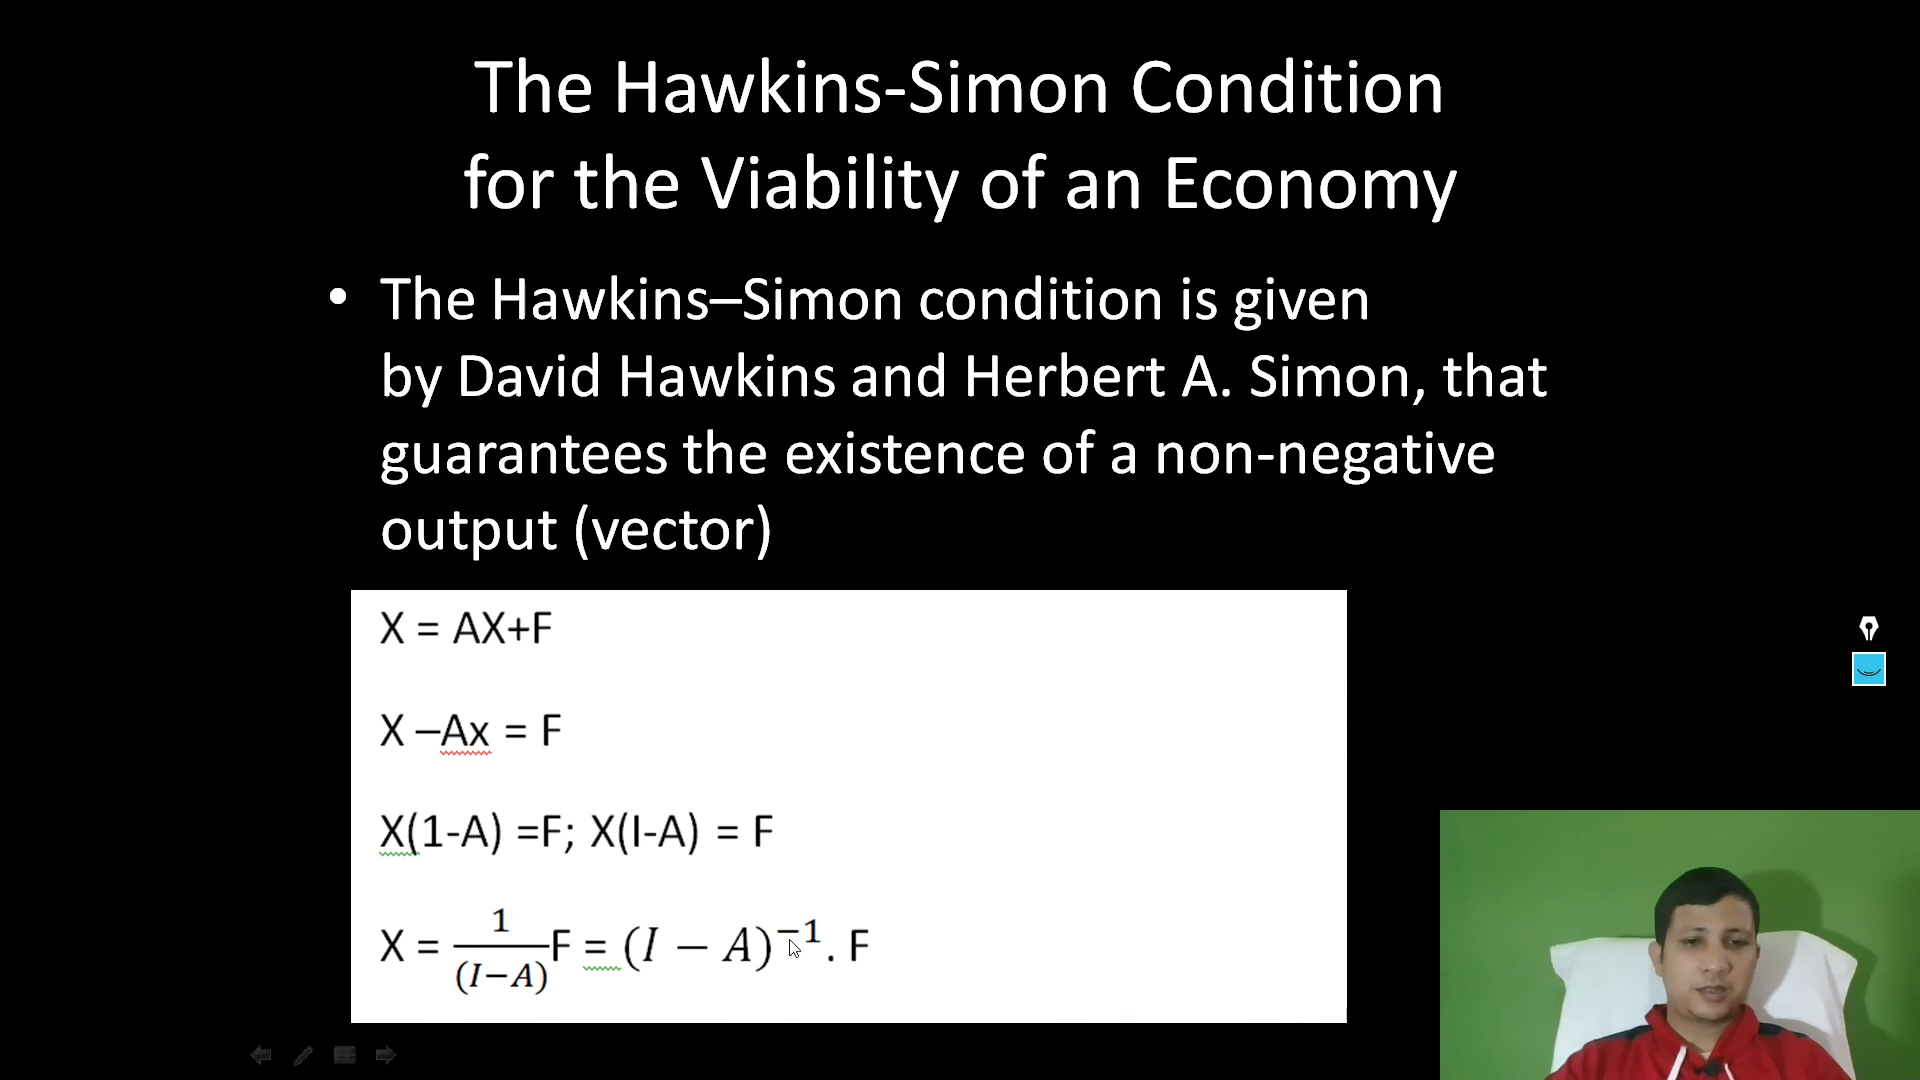 The Hawkins-Simon Condition
for the Viability of an Economy
• The Hawkins–Simon condition is given
by David Hawkins and Herbert A. Simon, that
guarantees the existence of a non-negative
output (vector)
X = AX+F
X –Ax = F
X(1-A) =F; X(I-A) = F
X = \frac{1}{(I−A)}F = (I − A)^{−1}. F